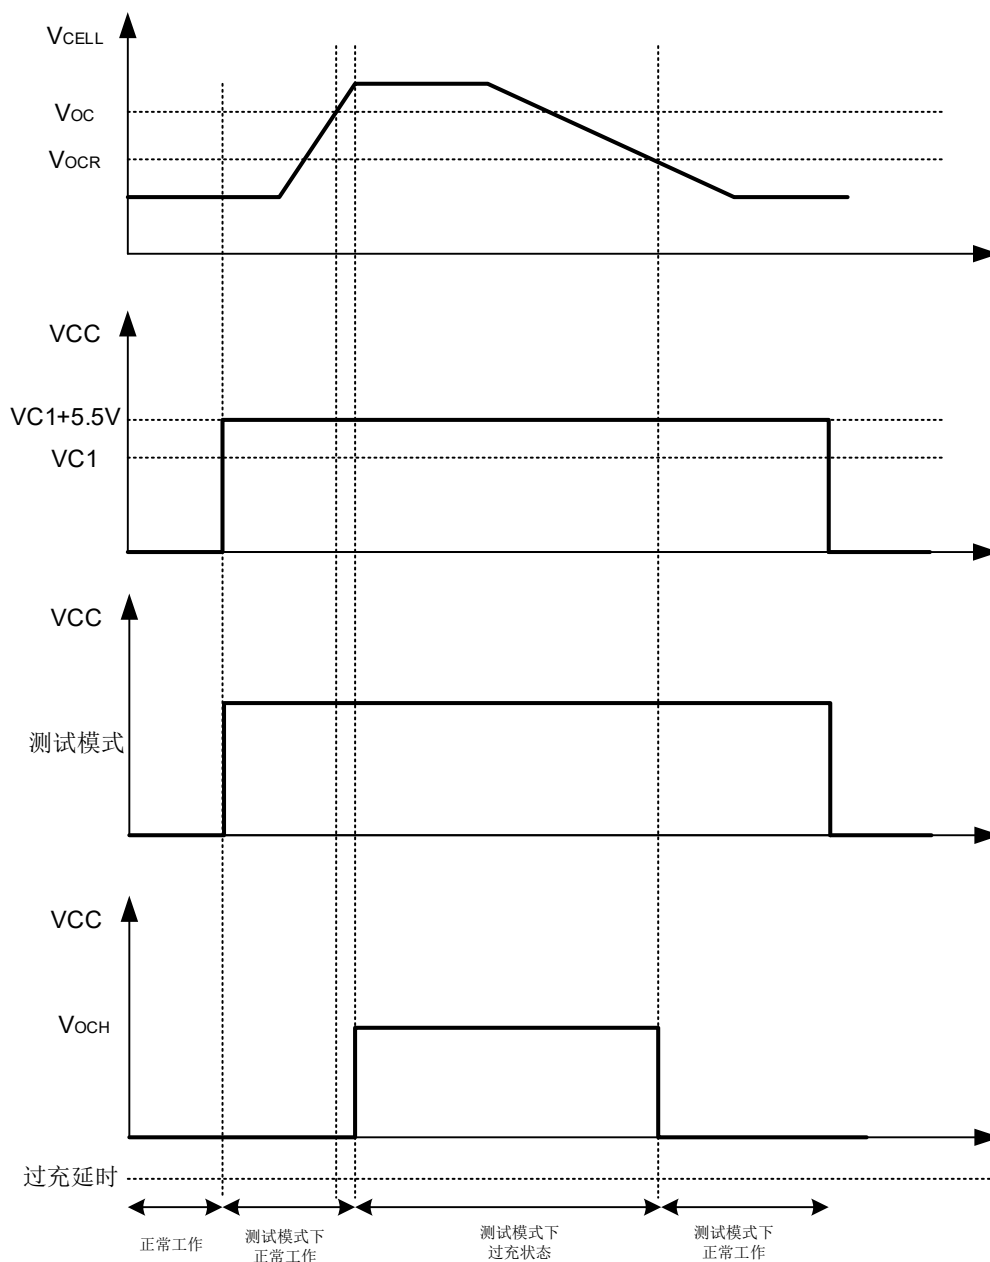 VCELL
VOC
VOCR
VCC
VC1+5.5V
VC1
VCC
测试模式
VCC
VOCH
过充延时
正常工作
测试模式下
正常工作
测试模式下
过充状态
测试模式下
正常工作